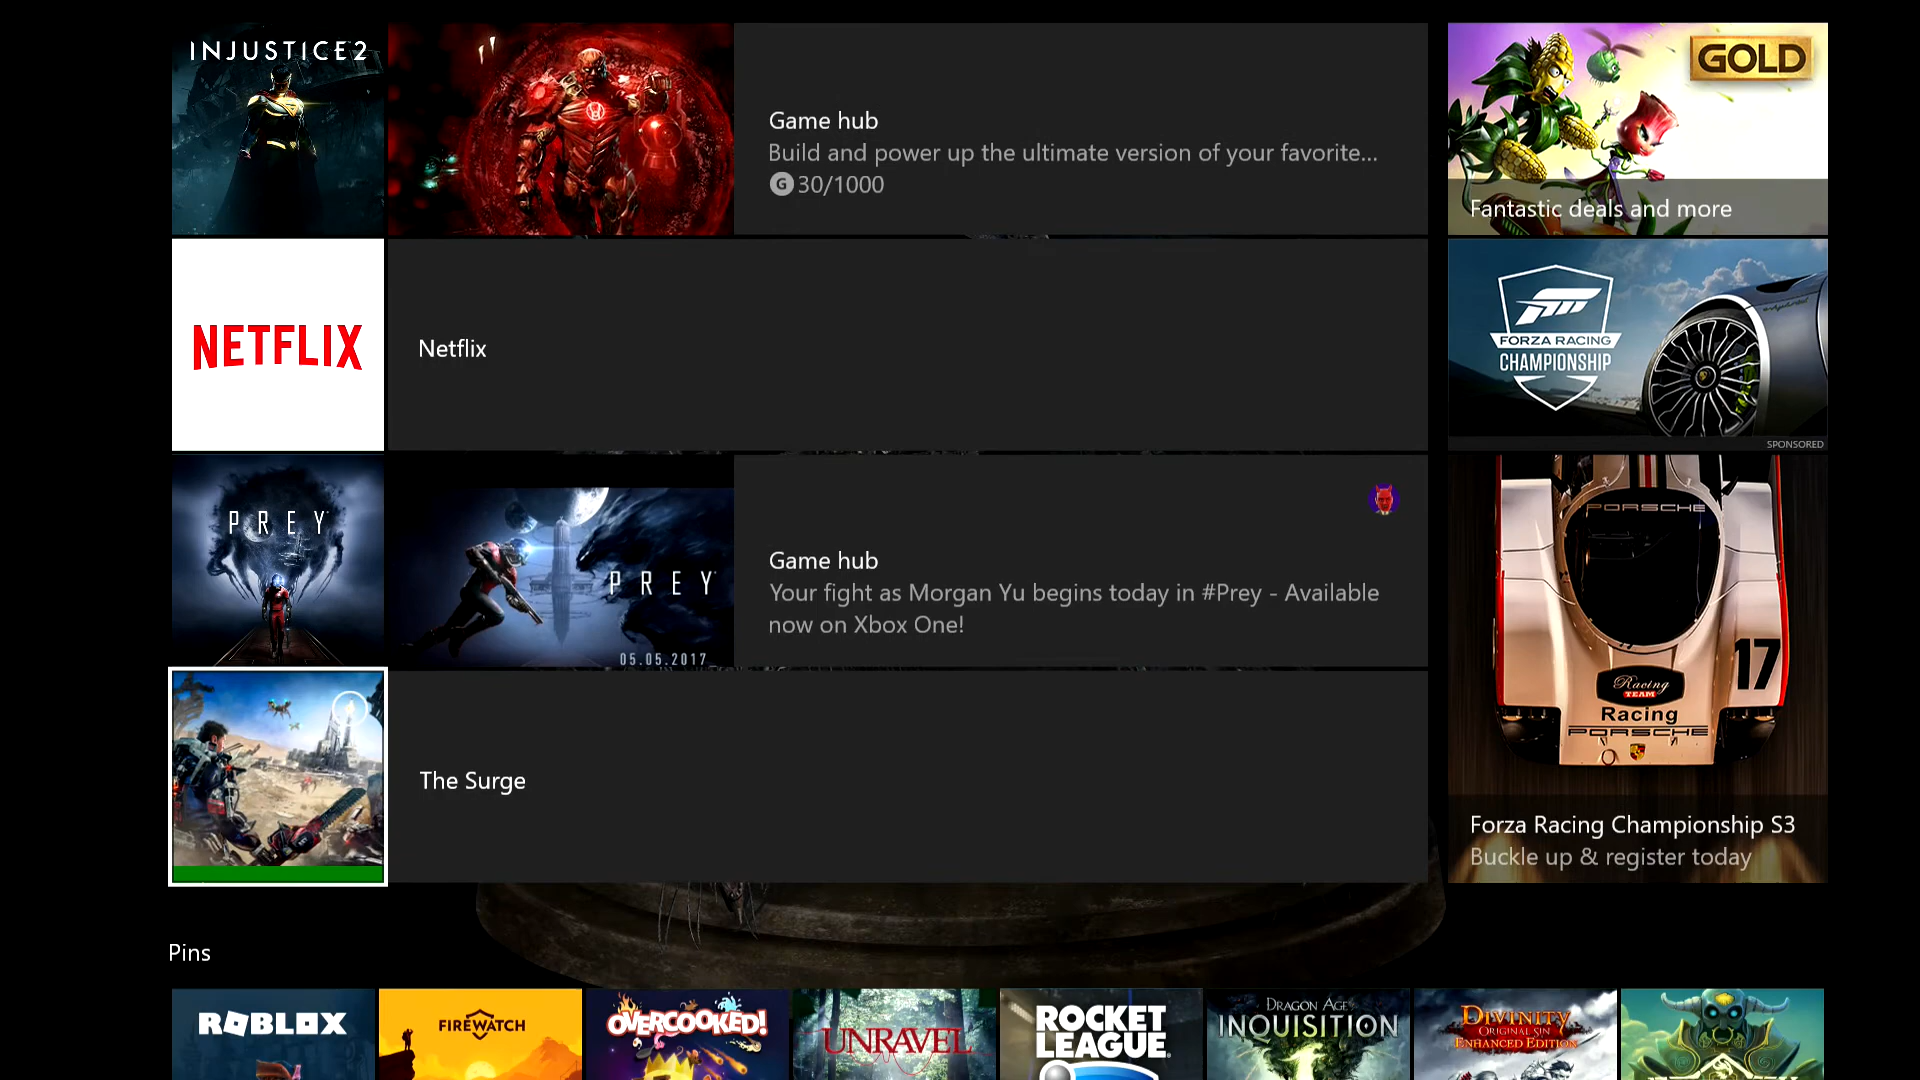 INJUSTICE2
Game hub
Build and power up the ultimate version of your favorite...
G 30/1000
GOLD
Fantastic deals and more
NETFLIX
Netflix
FORZA RACING
CHAMPIONSHIP
SPONSORED
PREY
PREY
05.05.2017
Game hub
Your fight as Morgan Yu begins today in #Prey - Available
now on Xbox One!
PORSCHE
17
Racing
TEAM
Racing
PORSCHE
The Surge
Forza Racing Championship S3
Buckle up & register today
Pins
ROBLOX
FIREWATCH
OVERCOOKED!
UNRAVEL
ROCKET
LEAGUE
DRAGON AGE
INQUISITION
DIVINITY
ORIGINAL SIN
ENHANCED EDITION